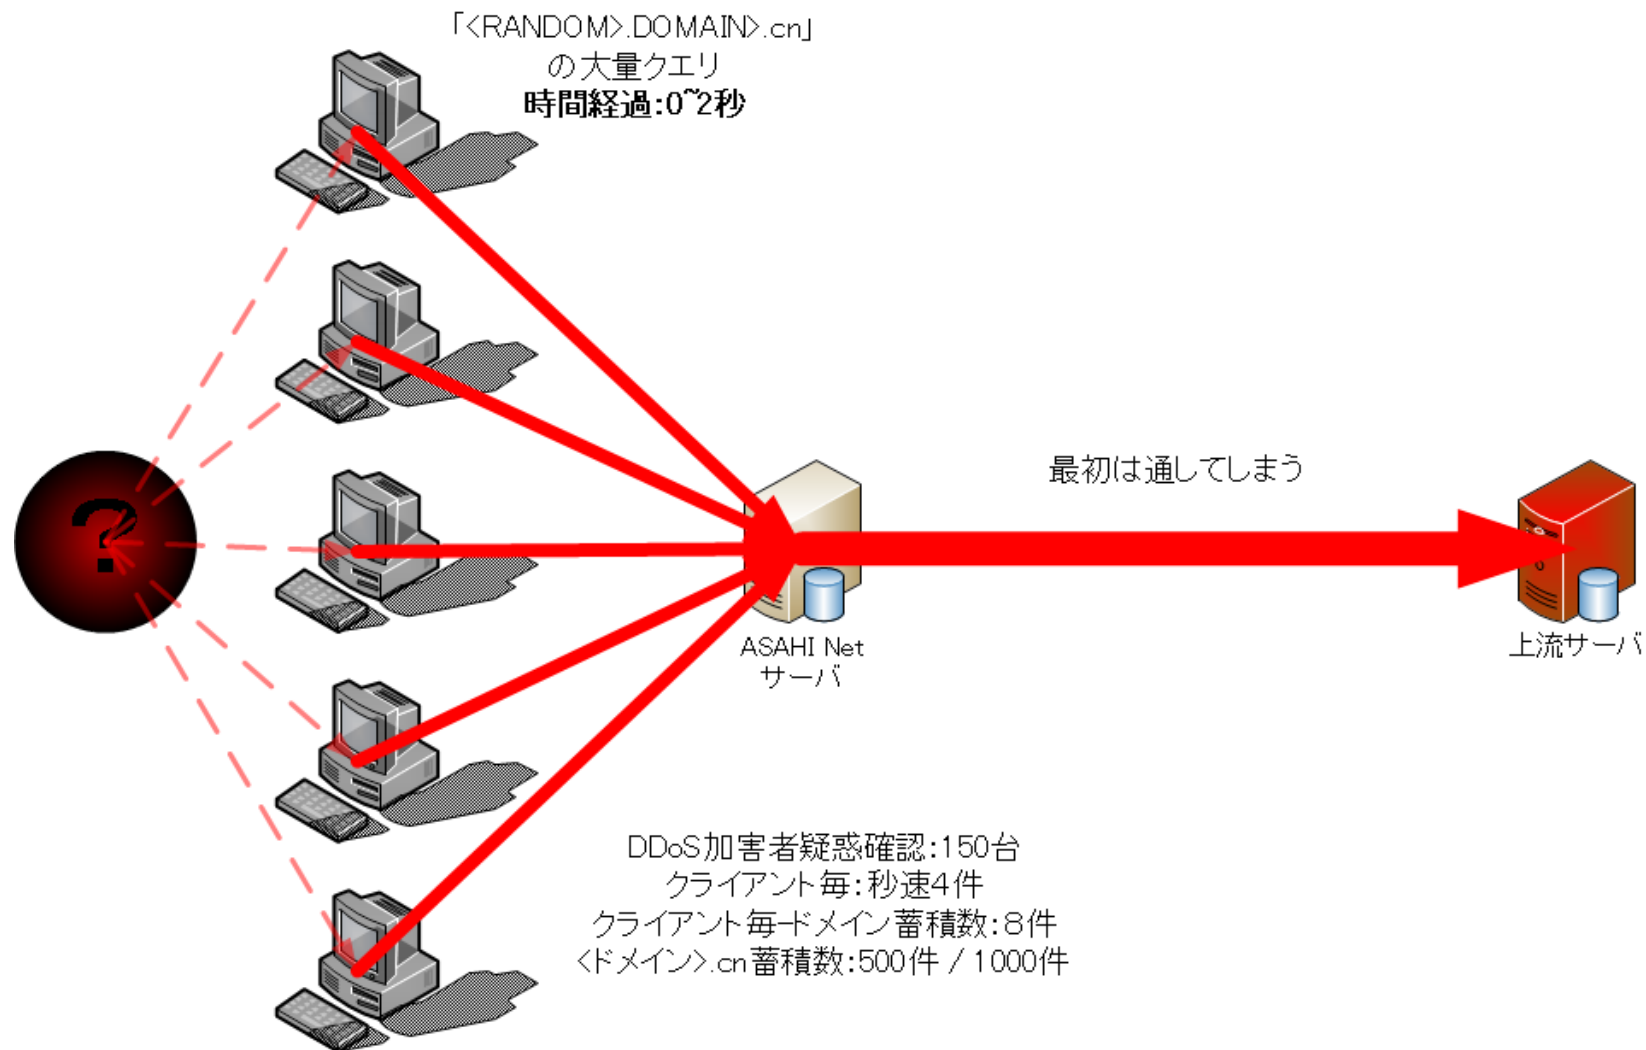 「<RANDOM>.DOMAIN>.cn」
の大量クエリ
時間経過:0~2秒
?
最初は通してしまう
ASAHI Net
サーバ
上流サーバ
DDoS加害者疑惑確認:150台
クライアント毎:秒速4件
クライアント毎-ドメイン蓄積数:8件
<ドメイン>.cn蓄積数:500件 / 1000件